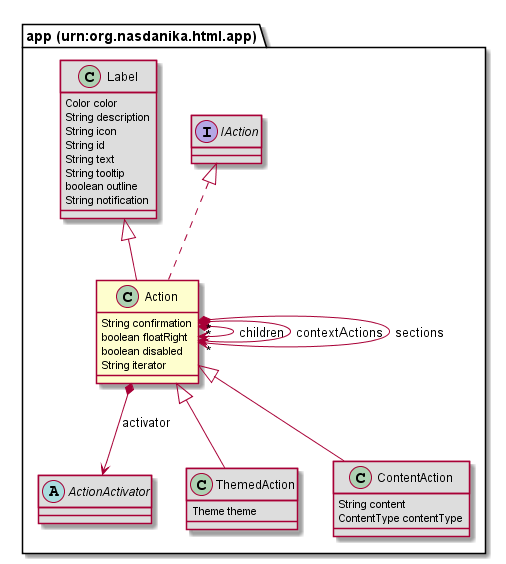 app (urn:org.nasdanika.html.app)
C Label
Color color
String description
String icon
String id
String text
String tooltip
boolean outline
String notification
I IAction
C Action
String confirmation
boolean floatRight
boolean disabled
String iterator
* children
* contextActions
* sections
activator
A ActionActivator
C ThemedAction
Theme theme
C ContentAction
String content
ContentType contentType